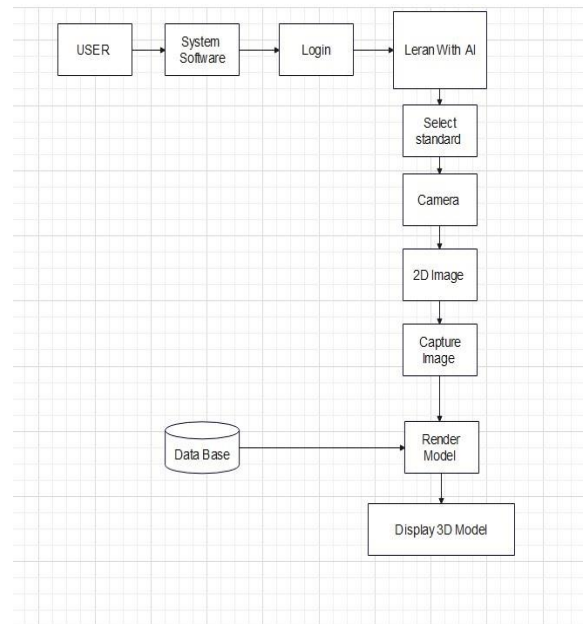 USER
System
Software
Login
Leran With AI
Select
standard
Camera
2D Image
Capture
Image
Data Base
Render
Model
Display 3D Model